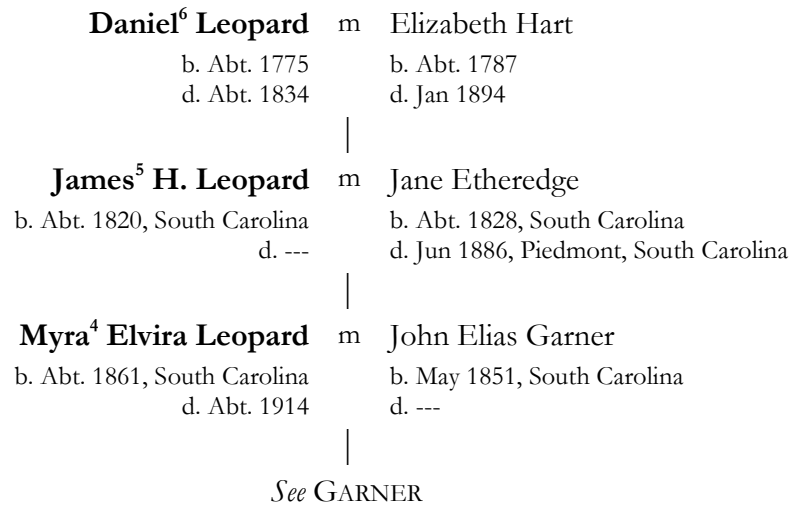 Daniel⁶ Leopard m Elizabeth Hart
b. Abt. 1775 b. Abt. 1787
d. Abt. 1834 d. Jan 1894
James⁵ H. Leopard m Jane Etheredge
b. Abt. 1820, South Carolina b. Abt. 1828, South Carolina
d. --- d. Jun 1886, Piedmont, South Carolina
Myra⁴ Elvira Leopard m John Elias Garner
b. Abt. 1861, South Carolina b. May 1851, South Carolina
d. Abt. 1914 d. ---
See GARNER